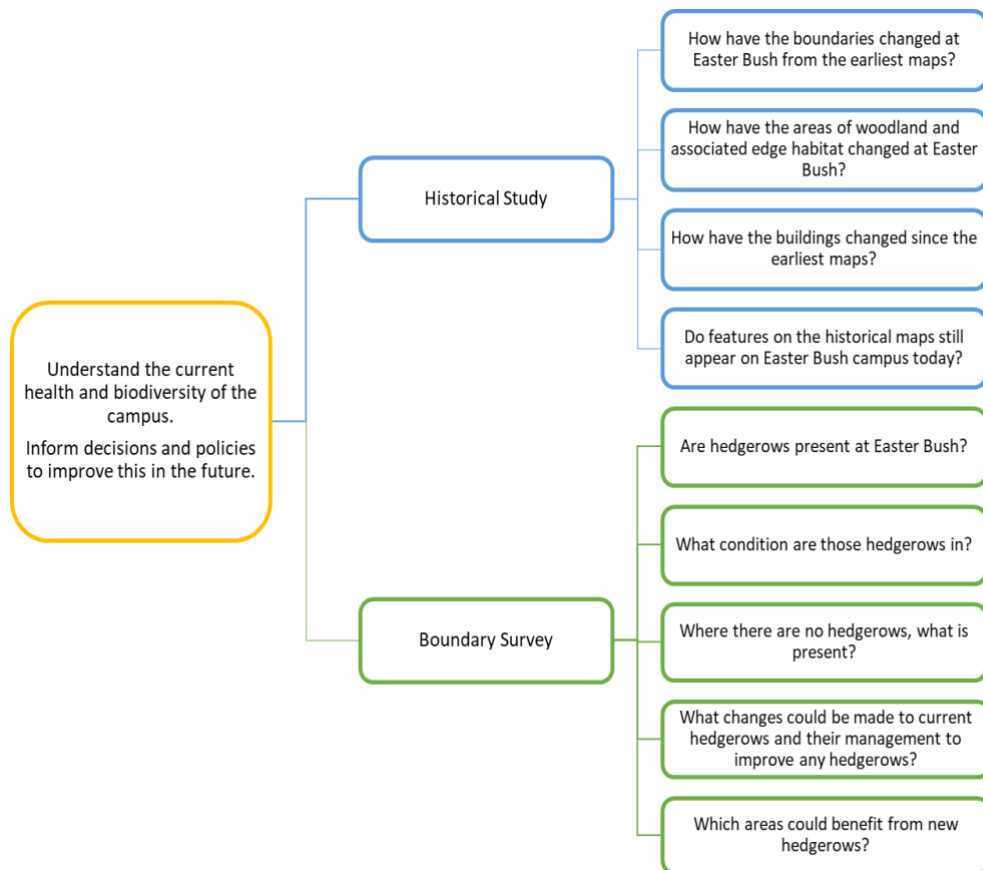 How have the boundaries changed at
Easter Bush from the earliest maps?
How have the areas of woodland and
associated edge habitat changed at Easter
Bush?
Historical Study
How have the buildings changed since the
earliest maps?
Do features on the historical maps still
appear on Easter Bush campus today?
Understand the current
health and biodiversity of the
campus.
Inform decisions and policies
to improve this in the future.
Are hedgerows present at Easter Bush?
What condition are those hedgerows in?
Boundary Survey
Where there are no hedgerows, what is
present?
What changes could be made to current
hedgerows and their management to
improve any hedgerows?
Which areas could benefit from new
hedgerows?